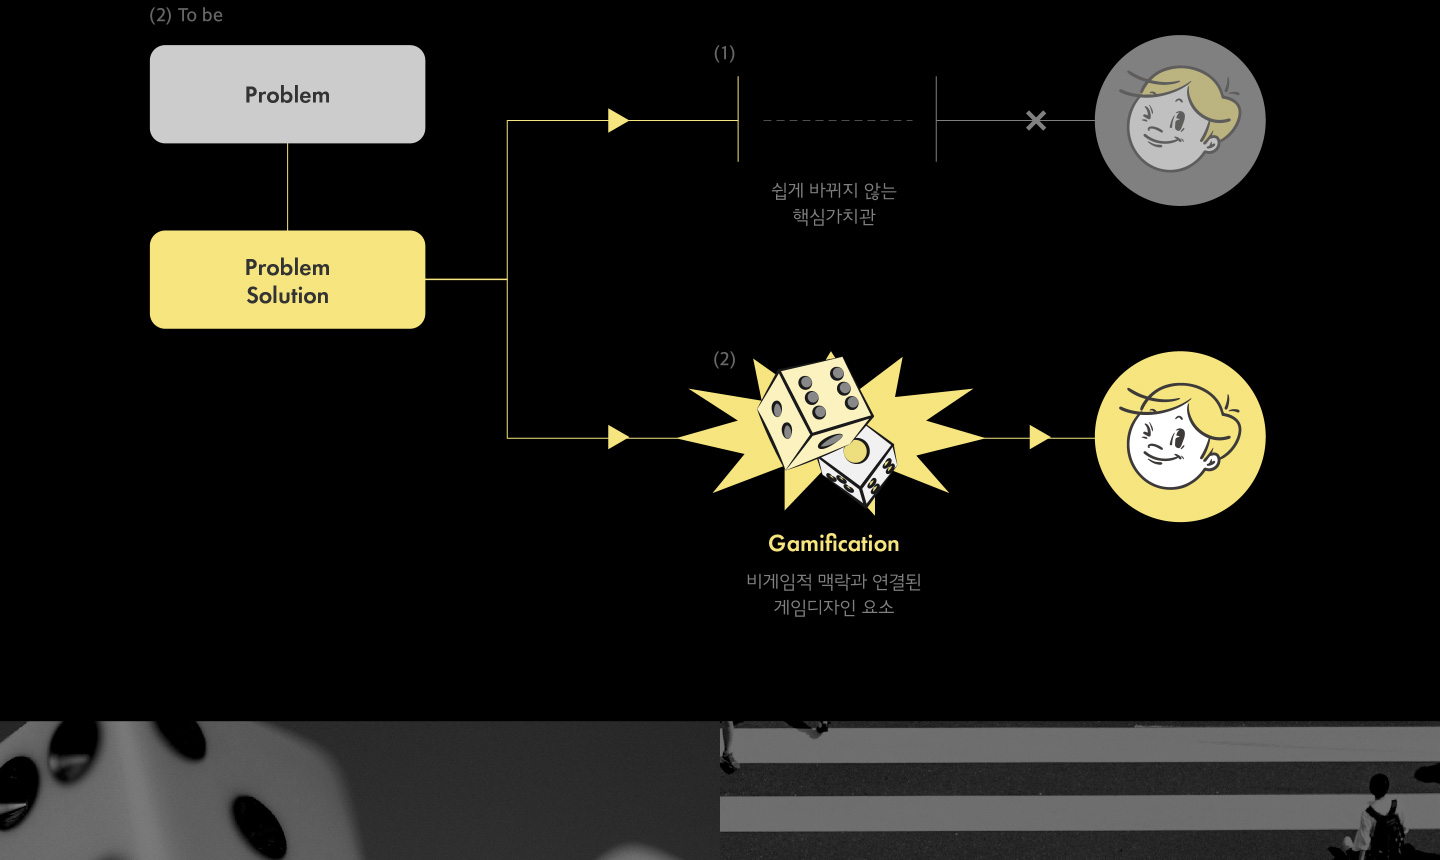 (2) To be
Problem
Problem
Solution
(1)
쉽게 바뀌지 않는
핵심가치관
(2)
Gamification
비게임적 맥락과 연결된
게임디자인 요소